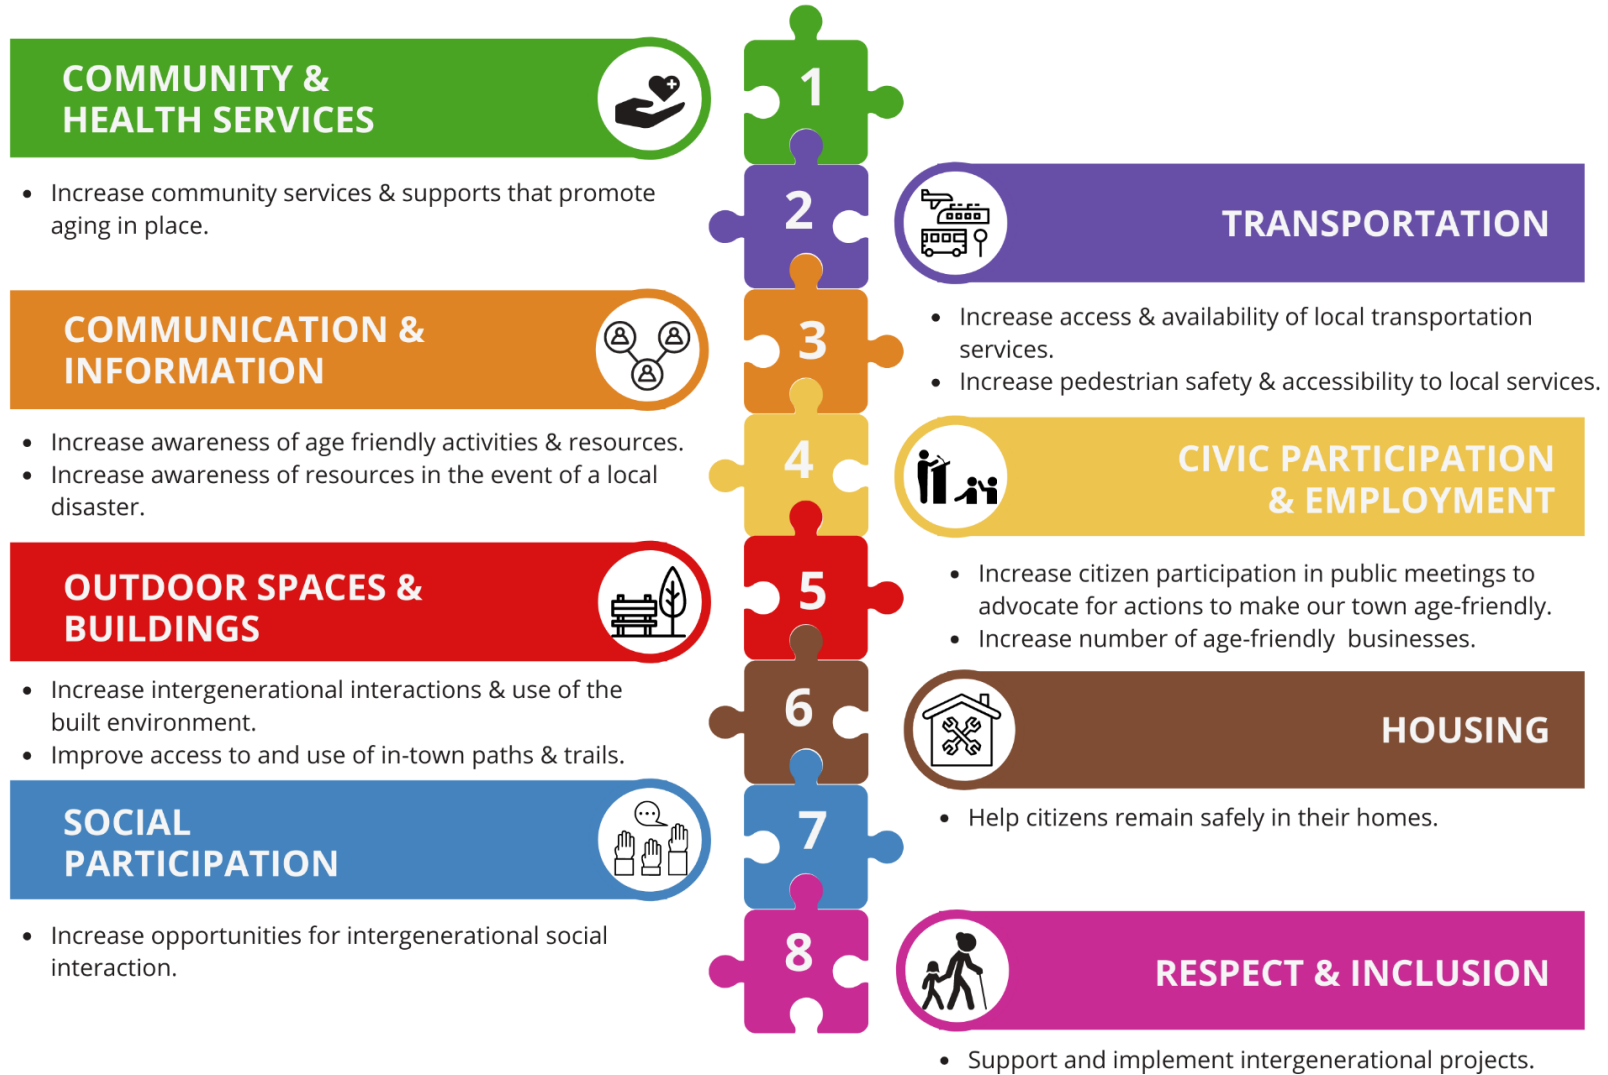 COMMUNITY &
HEALTH SERVICES
1
• Increase community services & supports that promote
aging in place.
2
TRANSPORTATION
• Increase access & availability of local transportation
services.
• Increase pedestrian safety & accessibility to local services.
COMMUNICATION &
INFORMATION
3
• Increase awareness of age friendly activities & resources.
• Increase awareness of resources in the event of a local
disaster.
4
CIVIC PARTICIPATION
& EMPLOYMENT
• Increase citizen participation in public meetings to
advocate for actions to make our town age-friendly.
• Increase number of age-friendly  businesses.
OUTDOOR SPACES &
BUILDINGS
5
• Increase intergenerational interactions & use of the
built environment.
• Improve access to and use of in-town paths & trails.
6
HOUSING
• Help citizens remain safely in their homes.
SOCIAL
PARTICIPATION
7
• Increase opportunities for intergenerational social
interaction.
8
RESPECT & INCLUSION
• Support and implement intergenerational projects.